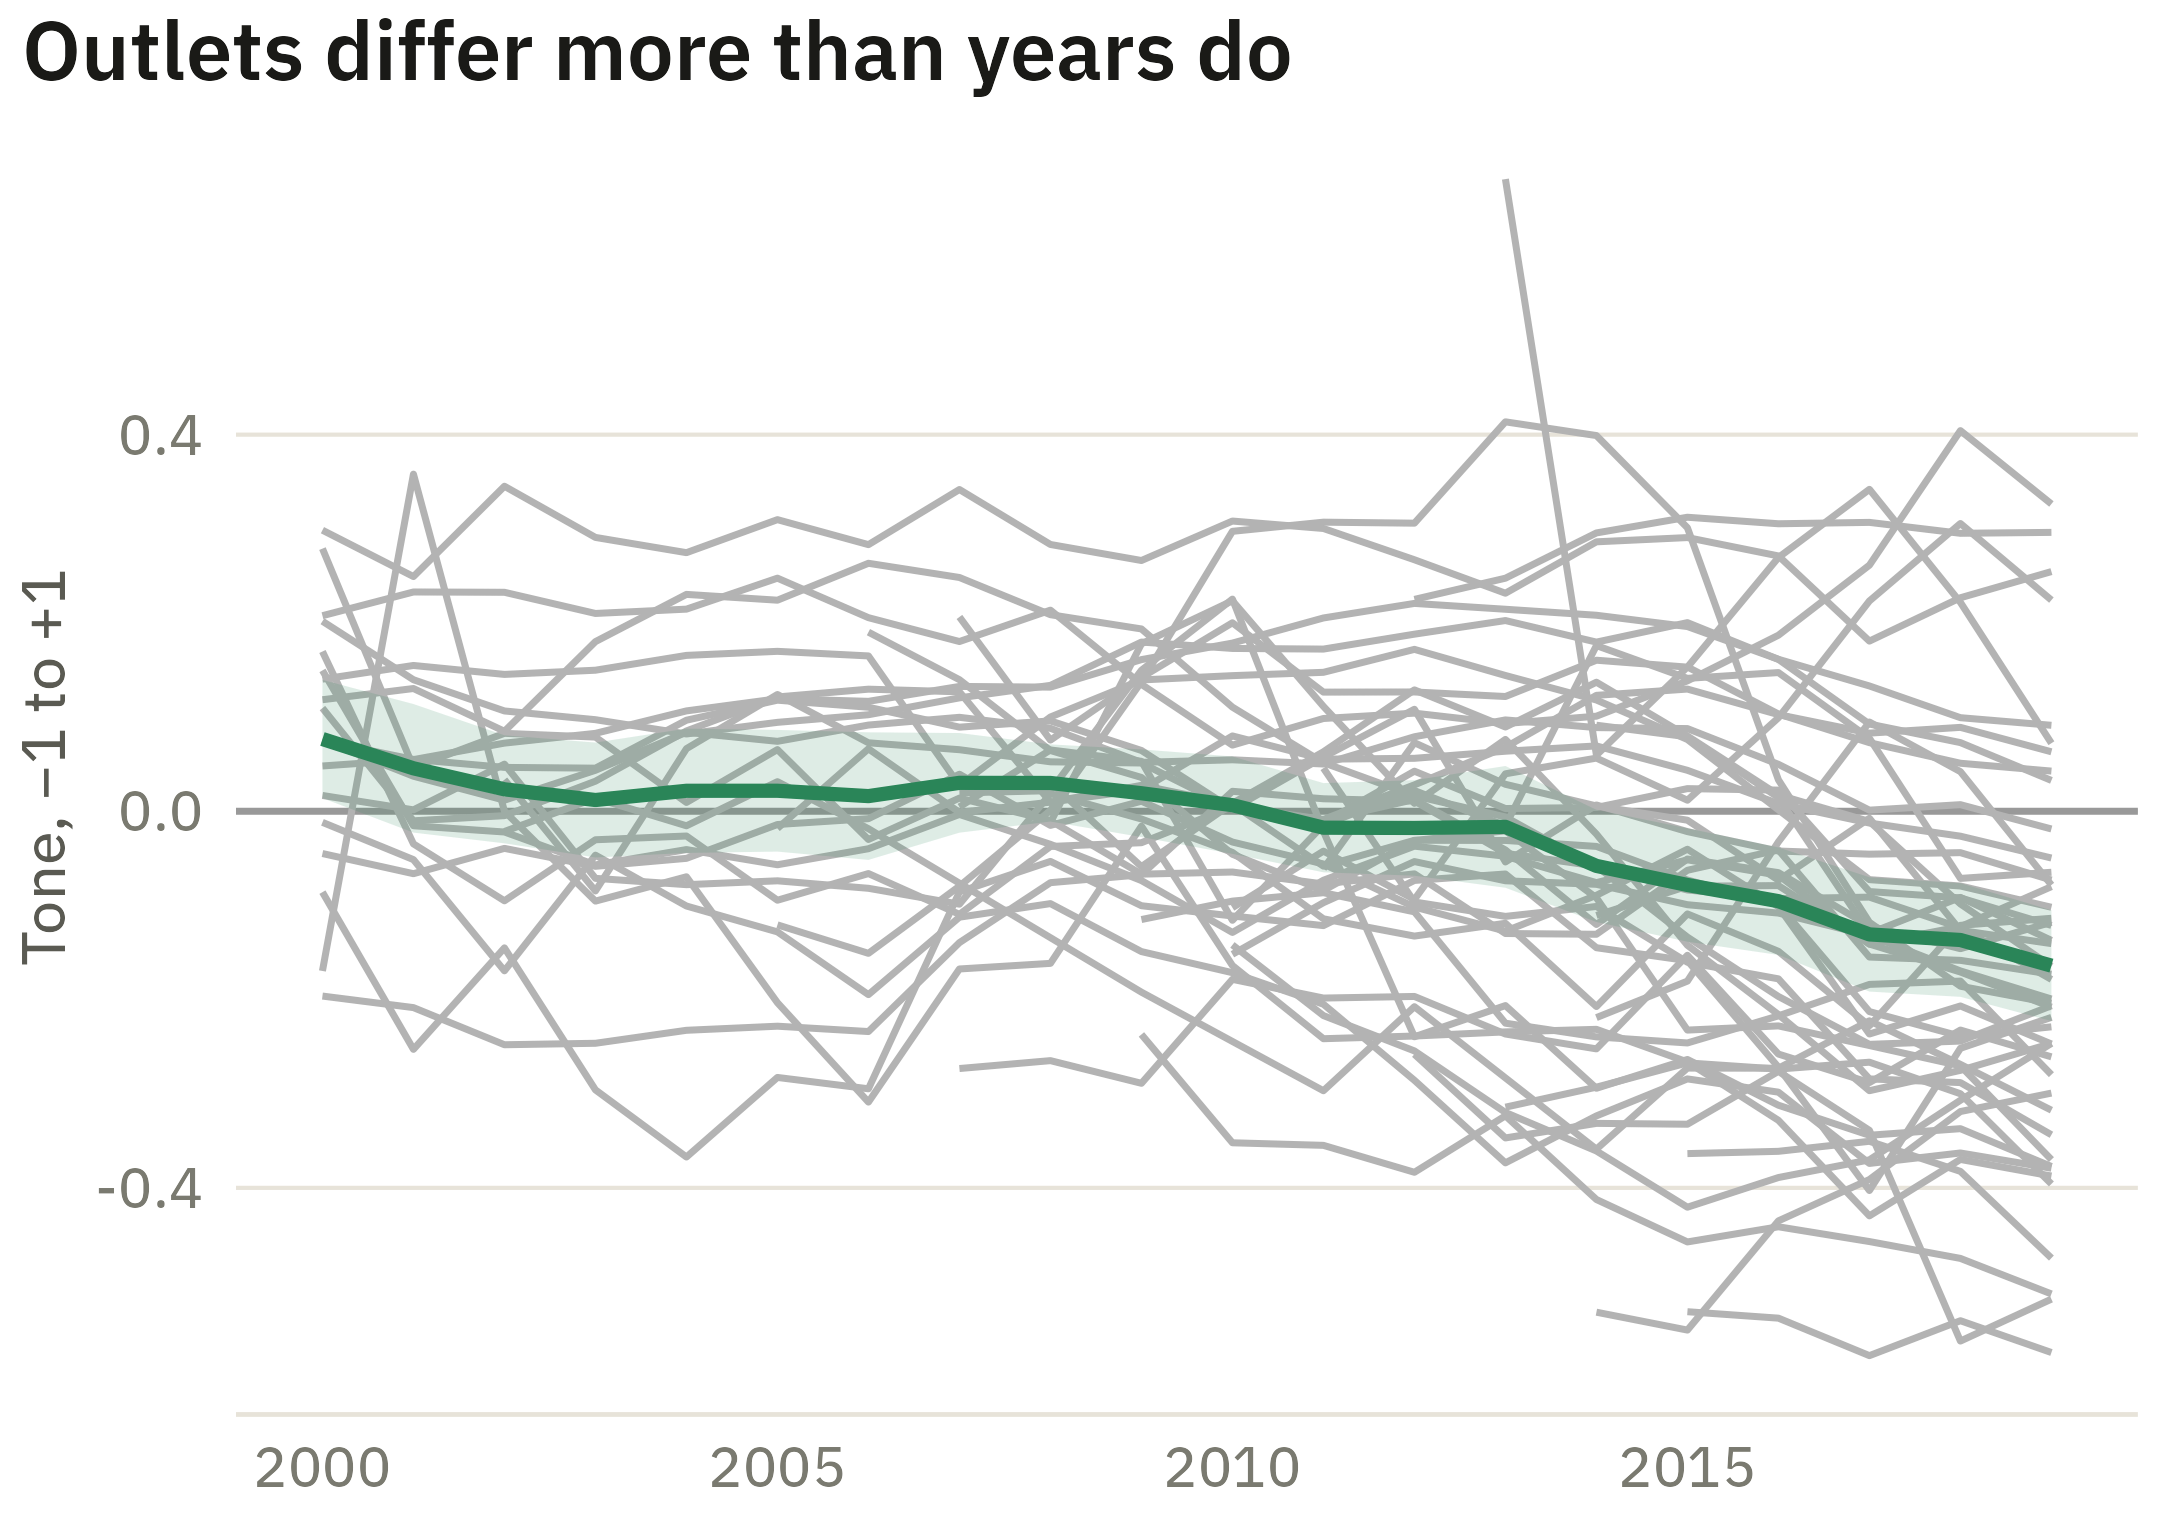 Outlets differ more than years do
Tone, −1 to +1
0.4
0.0
-0.4
2000 2005 2010 2015